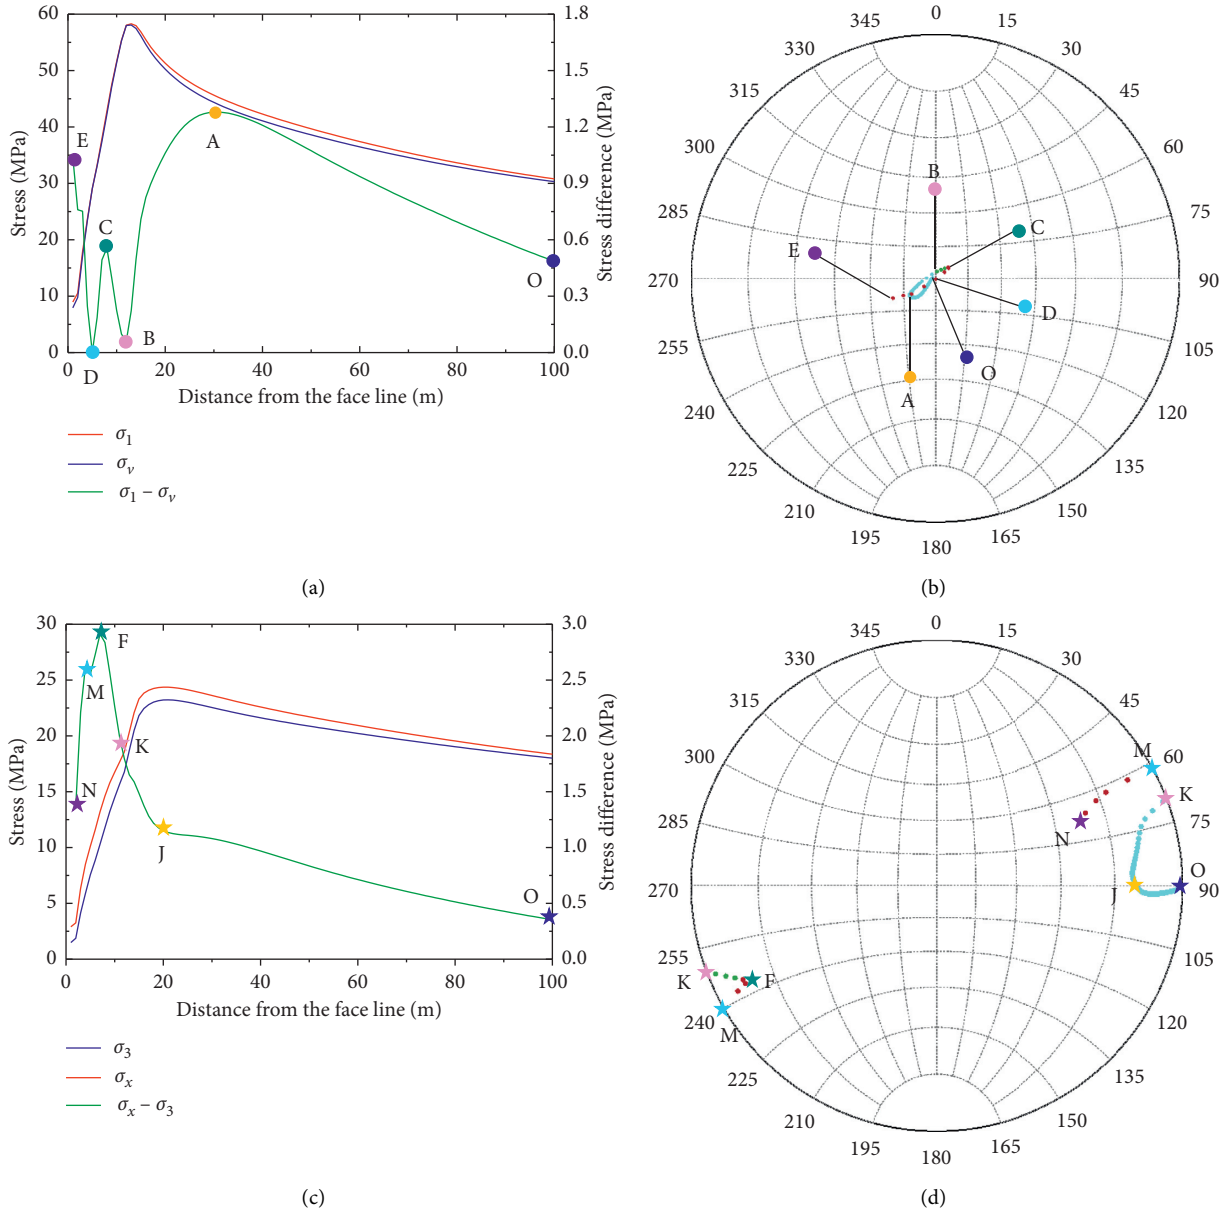 60
50
40
30
20
10
0
Stress (MPa)
1.8
1.5
1.2
0.9
0.6
0.3
0.0
Stress difference (MPa)
E
C
A
O
B
D
0 20 40 60 80 100
Distance from the face line (m)
σ1
σv
σ1 – σv
(a)
0
15
30
45
60
75
90
105
120
135
150
165
180
195
210
225
240
255
270
285
300
315
330
345
B
C
E
D
O
A
(b)
30
25
20
15
10
5
0
Stress (MPa)
3.0
2.5
2.0
1.5
1.0
0.5
0.0
Stress difference (MPa)
F
M
K
N
J
O
0 20 40 60 80 100
Distance from the face line (m)
σ3
σx
σx – σ3
(c)
0
15
30
45
60
75
90
105
120
135
150
165
180
195
210
225
240
255
270
285
300
315
330
345
M
K
N
O
J
K
F
M
(d)